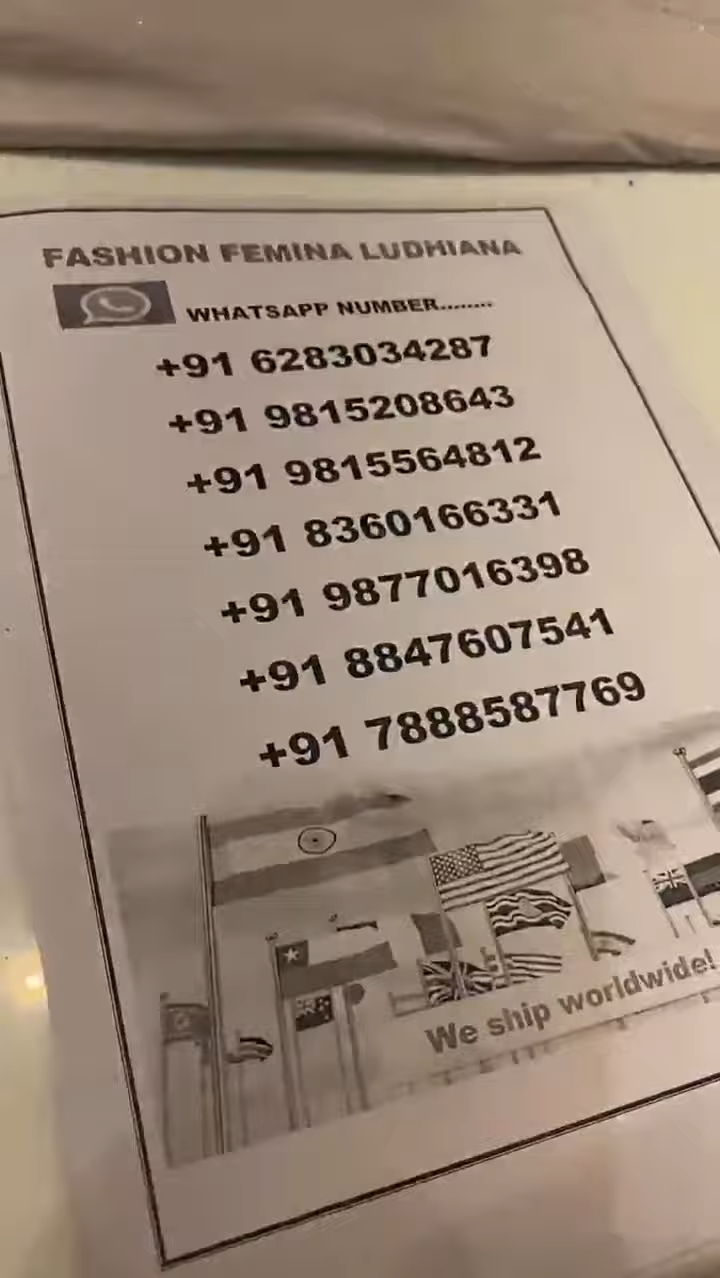 FASHION FEMINA LUDHIANA
WHATSAPP NUMBER........
+91 6283034287
+91 9815208643
+91 9815564812
+91 8360166331
+91 9877016398
+91 8847607541
+91 7888587769
We ship worldwide!